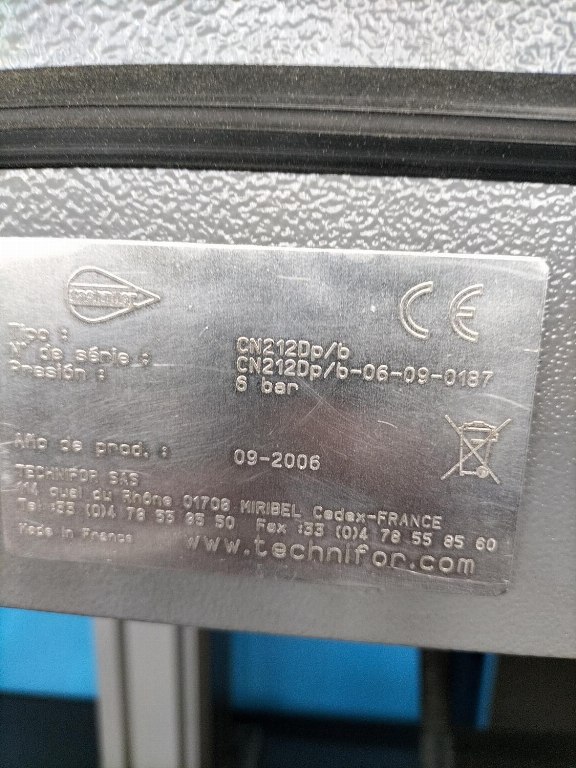 technifor
CE
Tipo : CN212Dp/b
N° de série : CN212Dp/b-06-09-0187
Presión : 6 bar
Año de prod. : 09-2006
TECHNIFOR SAS
114 quai du Rhône 01708 MIRIBEL Cedex-FRANCE
Tel :33 (0)4 78 55 85 50 Fax :33 (0)4 78 55 85 60
Made in France
www.technifor.com